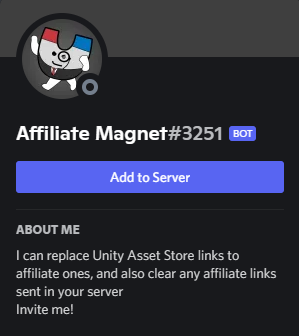 Affiliate Magnet#3251 BOT
Add to Server
ABOUT ME
I can replace Unity Asset Store links to
affiliate ones, and also clear any affiliate links
sent in your server
Invite me!